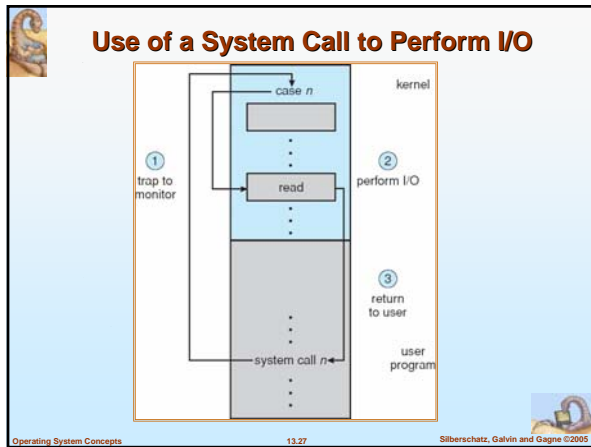 Use of a System Call to Perform I/O
kernel
case n
1
trap to
monitor
2
perform I/O
read
3
return
to user
system call n
user
program
Operating System Concepts
13.27
Silberschatz, Galvin and Gagne ©2005